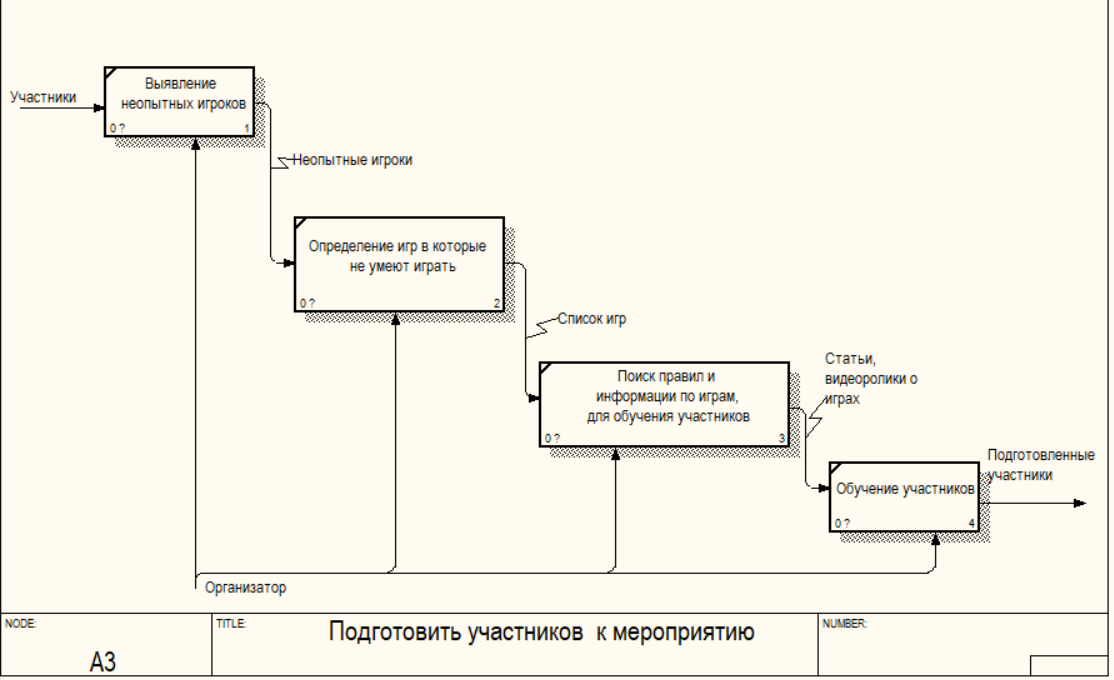 Участники
Выявление
неопытных игроков
0 ? 1
Неопытные игроки
Определение игр в которые
не умеют играть
0 ? 2
Список игр
Поиск правил и
информации по играм,
для обучения участников
0 ? 3
Статьи,
видеоролики о
играх
Обучение участников
0 ? 4
Подготовленные
участники
Организатор
NODE:
A3
TITLE:
Подготовить участников к мероприятию
NUMBER: